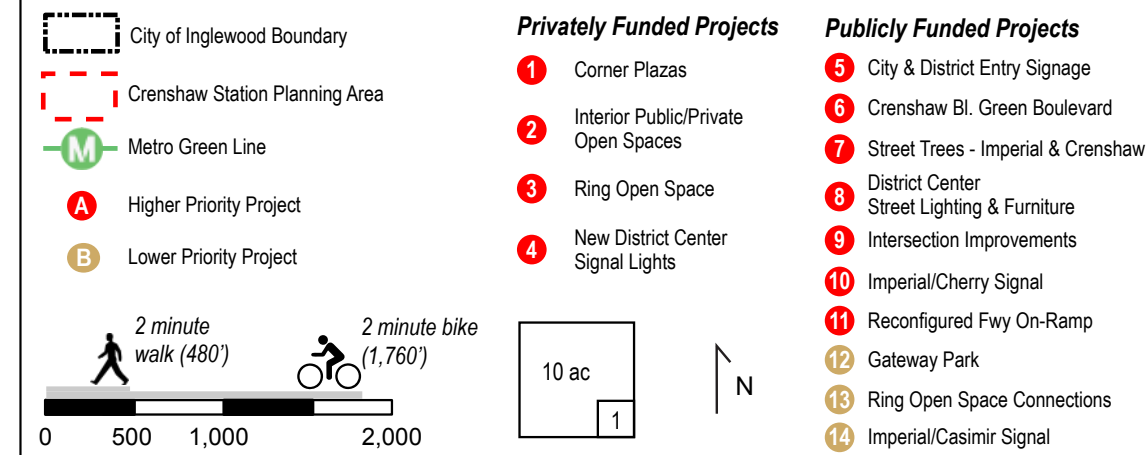 City of Inglewood Boundary
Crenshaw Station Planning Area
M
Metro Green Line
A
Higher Priority Project
B
Lower Priority Project
2 minute
walk (480')
2 minute bike
(1,760')
0 500 1,000 2,000
Privately Funded Projects
1 Corner Plazas
2 Interior Public/Private
Open Spaces
3 Ring Open Space
4 New District Center
Signal Lights
10 ac
1
N
Publicly Funded Projects
5 City & District Entry Signage
6 Crenshaw Bl. Green Boulevard
7 Street Trees - Imperial & Crenshaw
8 District Center
Street Lighting & Furniture
9 Intersection Improvements
10 Imperial/Cherry Signal
11 Reconfigured Fwy On-Ramp
12 Gateway Park
13 Ring Open Space Connections
14 Imperial/Casimir Signal